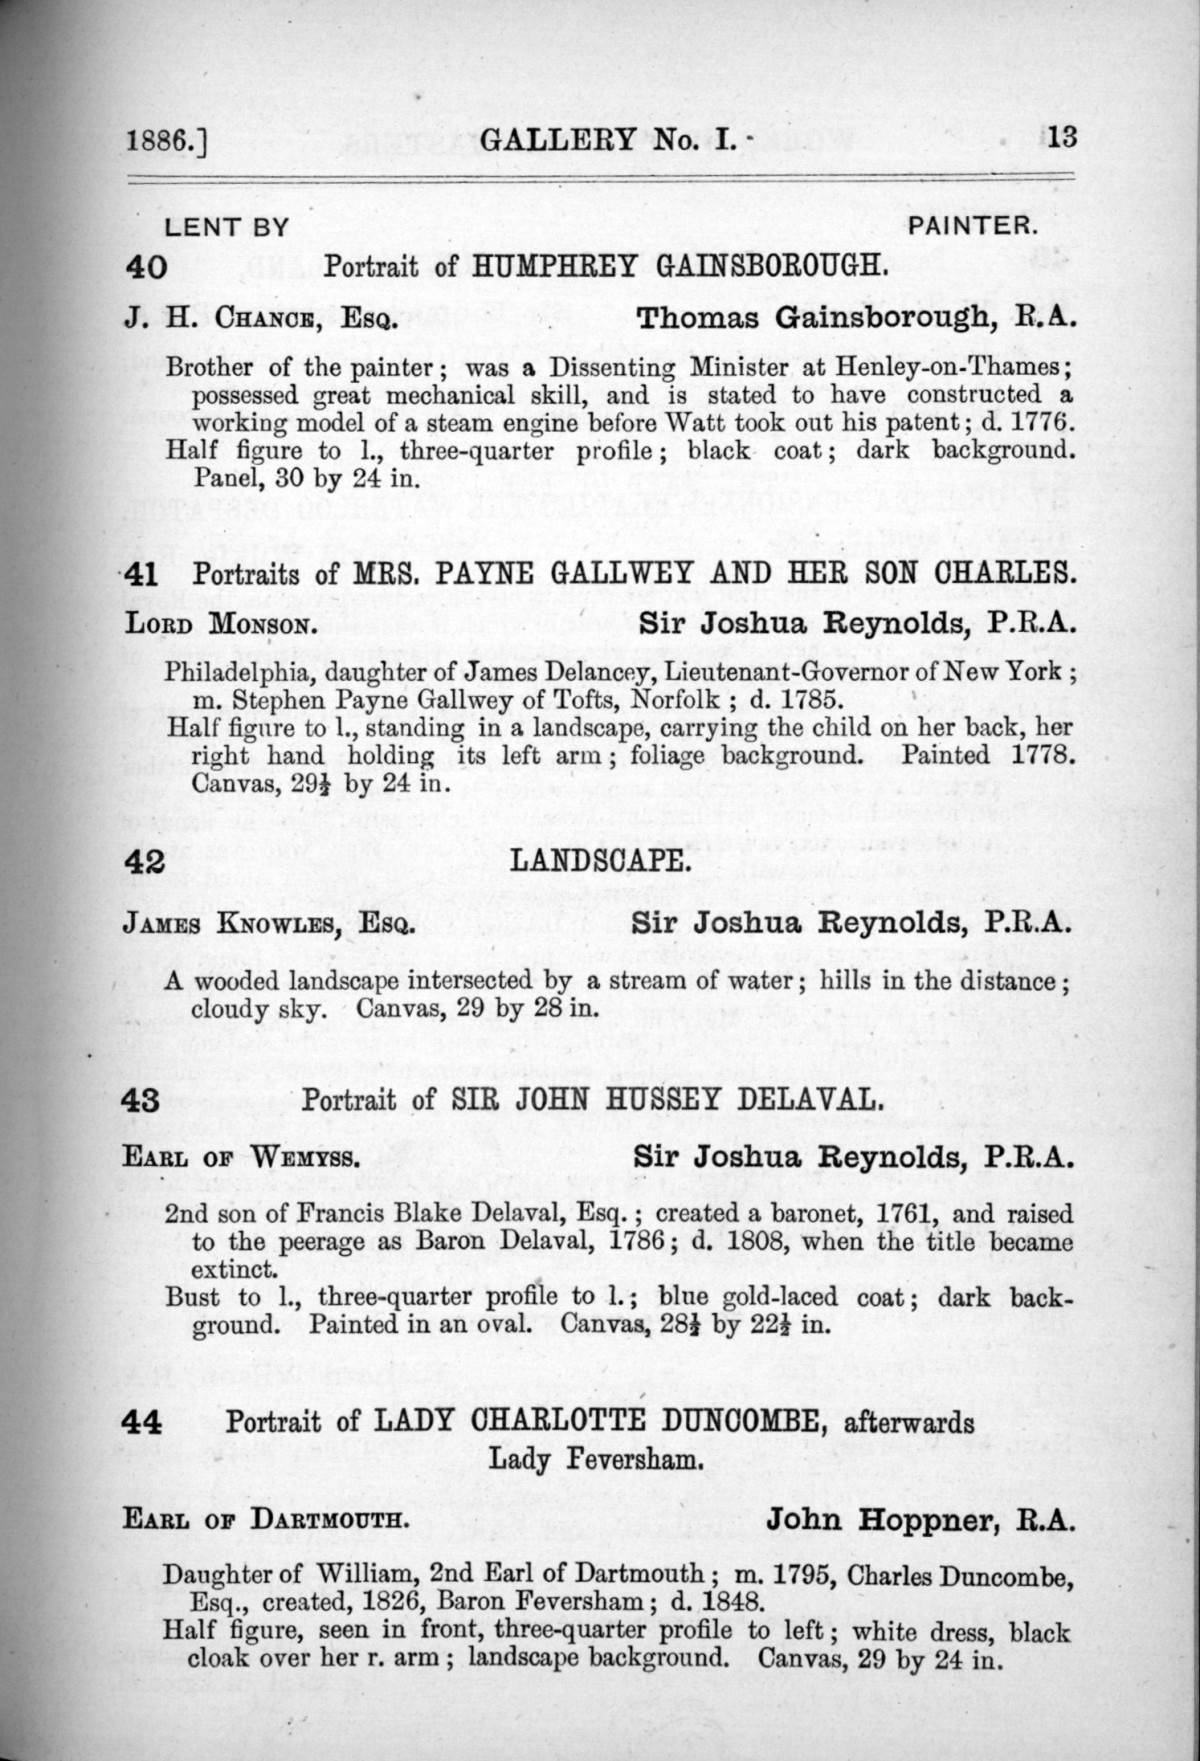 1886.] GALLERY No. I. 13
LENT BY PAINTER.
40 Portrait of HUMPHREY GAINSBOROUGH.
J. H. CHANCE, ESQ. Thomas Gainsborough, R.A.
Brother of the painter; was a Dissenting Minister at Henley-on-Thames;
possessed great mechanical skill, and is stated to have constructed a
working model of a steam engine before Watt took out his patent; d. 1776.
Half figure to l., three-quarter profile; black coat; dark background.
Panel, 30 by 24 in.
41 Portraits of MRS. PAYNE GALLWEY AND HER SON CHARLES.
LORD MONSON. Sir Joshua Reynolds, P.R.A.
Philadelphia, daughter of James Delancey, Lieutenant-Governor of New York;
m. Stephen Payne Gallwey of Tofts, Norfolk; d. 1785.
Half figure to l., standing in a landscape, carrying the child on her back, her
right hand holding its left arm; foliage background. Painted 1778.
Canvas, 29½ by 24 in.
42 LANDSCAPE.
JAMES KNOWLES, ESQ. Sir Joshua Reynolds, P.R.A.
A wooded landscape intersected by a stream of water; hills in the distance;
cloudy sky. Canvas, 29 by 28 in.
43 Portrait of SIR JOHN HUSSEY DELAVAL.
EARL OF WEMYSS. Sir Joshua Reynolds, P.R.A.
2nd son of Francis Blake Delaval, Esq.; created a baronet, 1761, and raised
to the peerage as Baron Delaval, 1786; d. 1808, when the title became
extinct.
Bust to l., three-quarter profile to l.; blue gold-laced coat; dark back-
ground. Painted in an oval. Canvas, 28½ by 22½ in.
44 Portrait of LADY CHARLOTTE DUNCOMBE, afterwards
Lady Feversham.
EARL OF DARTMOUTH. John Hoppner, R.A.
Daughter of William, 2nd Earl of Dartmouth; m. 1795, Charles Duncombe,
Esq., created, 1826, Baron Feversham; d. 1848.
Half figure, seen in front, three-quarter profile to left; white dress, black
cloak over her r. arm; landscape background. Canvas, 29 by 24 in.